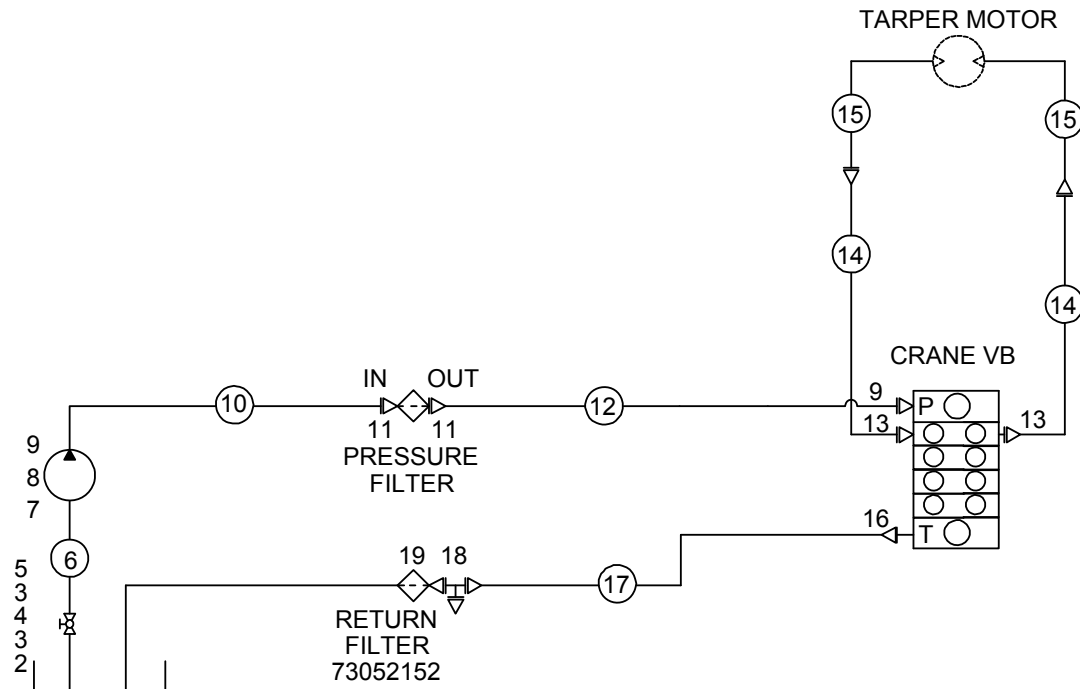 TARPER MOTOR
15
15
14
14
CRANE VB
IN
OUT
10
12
9
P
11
11
13
13
PRESSURE
FILTER
9
8
7
16
T
6
19
18
17
5
3
4
3
2
RETURN
FILTER
73052152